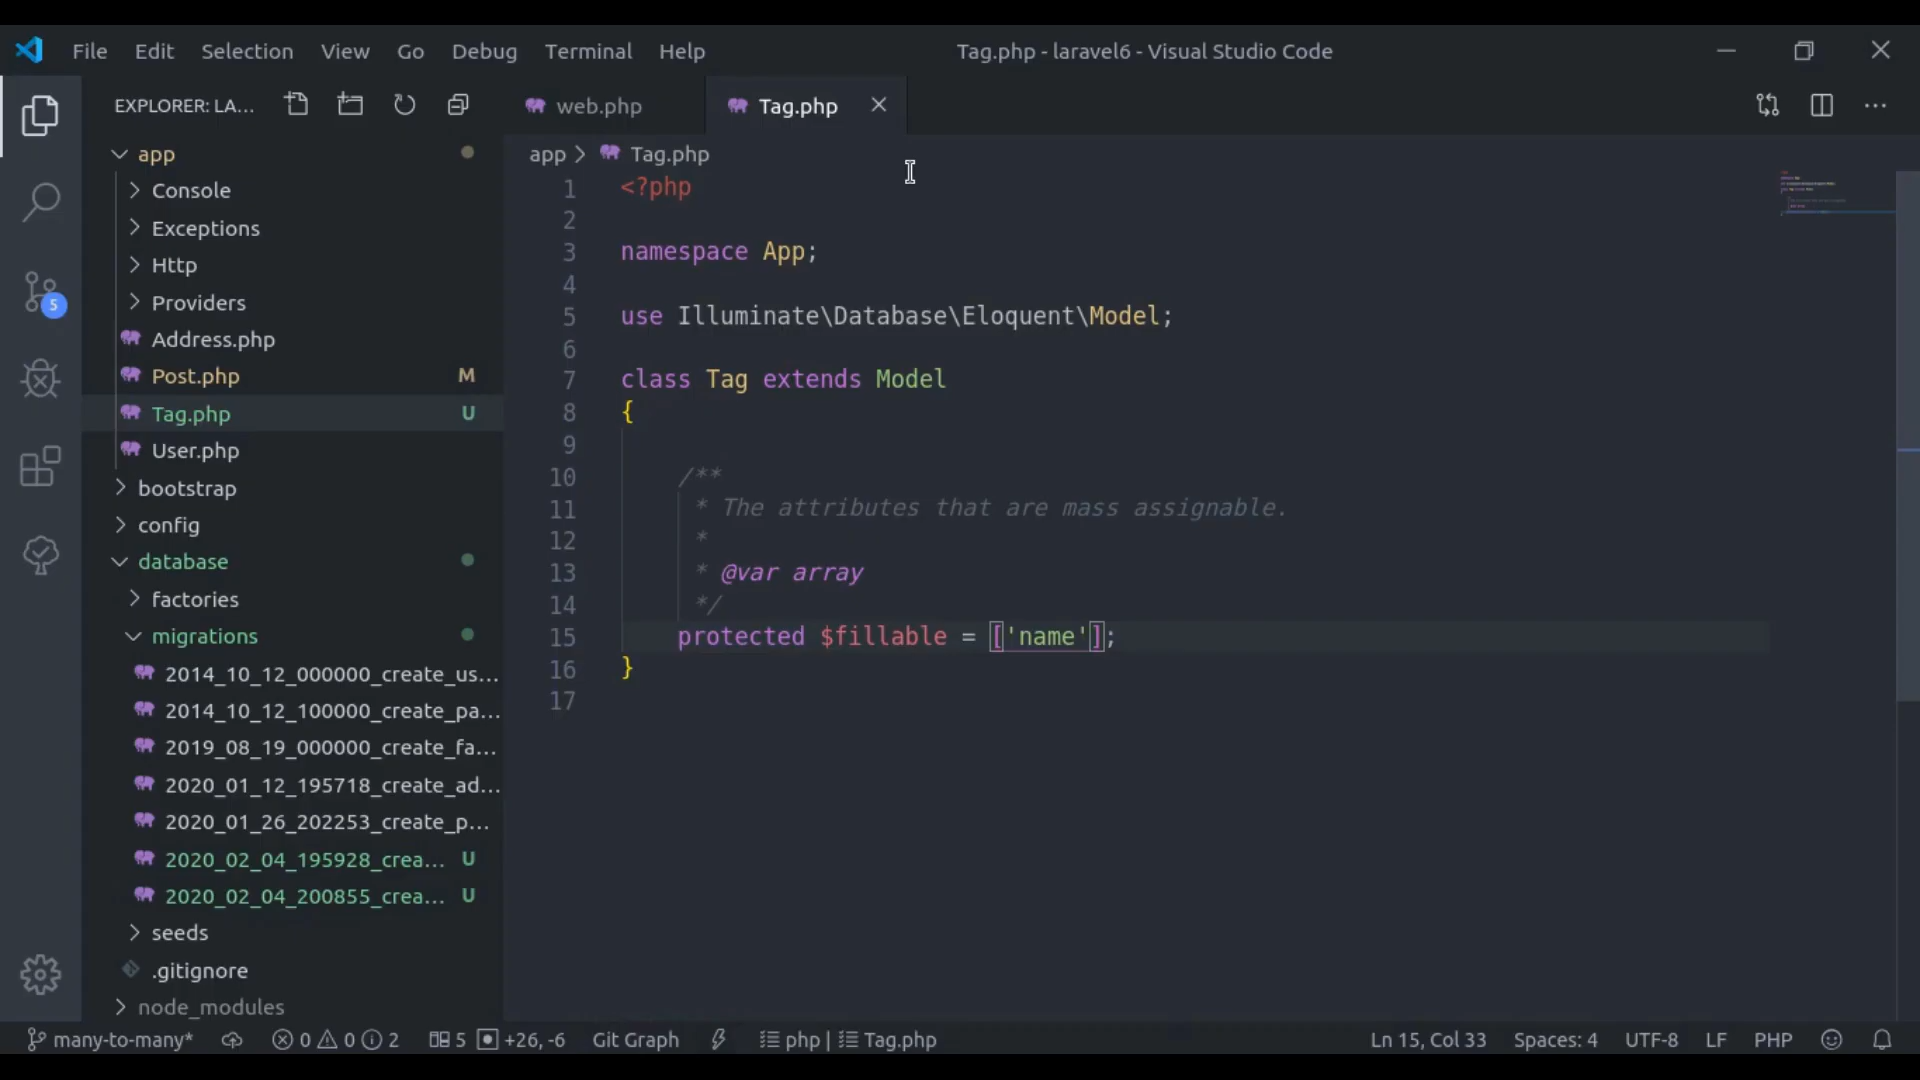 File Edit Selection View Go Debug Terminal Help Tag.php - laravel6 - Visual Studio Code
EXPLORER: LA...
web.php
Tag.php
app
Console
Exceptions
Http
Providers
Address.php
Post.php M
Tag.php U
User.php
bootstrap
config
database
factories
migrations
2014_10_12_000000_create_us...
2014_10_12_100000_create_pa...
2019_08_19_000000_create_fa...
2020_01_12_195718_create_ad...
2020_01_26_202253_create_p...
2020_02_04_195928_crea... U
2020_02_04_200855_crea... U
seeds
.gitignore
node_modules
5
app > Tag.php
1 <?php
2
3 namespace App;
4
5 use Illuminate\Database\Eloquent\Model;
6
7 class Tag extends Model
8 {
9
10 /**
11 * The attributes that are mass assignable.
12 *
13 * @var array
14 */
15 protected $fillable = ['name'];
16 }
17
many-to-many* 0 0 2 5 +26, -6 Git Graph php | Tag.php Ln 15, Col 33 Spaces: 4 UTF-8 LF PHP